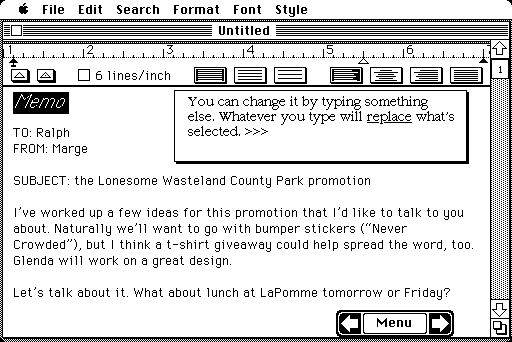 File Edit Search Format Font Style
Untitled
1 2 3 4 5 6 7
6 lines/inch
1
Memo
You can change it by typing something
else. Whatever you type will replace what's
selected. >>>
TO: Ralph
FROM: Marge
SUBJECT: the Lonesome Wasteland County Park promotion
I've worked up a few ideas for this promotion that I'd like to talk to you
about. Naturally we'll want to go with bumper stickers (“Never
Crowded”), but I think a t-shirt giveaway could help spread the word, too.
Glenda will work on a great design.
Let's talk about it. What about lunch at LaPomme tomorrow or Friday?
Menu